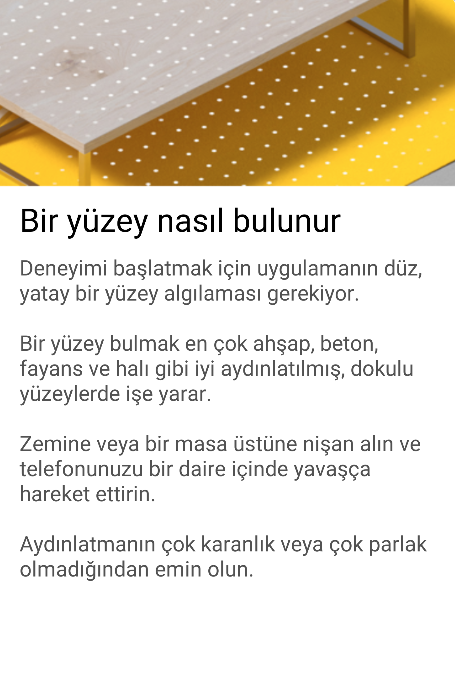 Bir yüzey nasıl bulunur
Deneyimi başlatmak için uygulamanın düz,
yatay bir yüzey algılaması gerekiyor.
Bir yüzey bulmak en çok ahşap, beton,
fayans ve halı gibi iyi aydınlatılmış, dokulu
yüzeylerde işe yarar.
Zemine veya bir masa üstüne nişan alın ve
telefonunuzu bir daire içinde yavaşça
hareket ettirin.
Aydınlatmanın çok karanlık veya çok parlak
olmadığından emin olun.